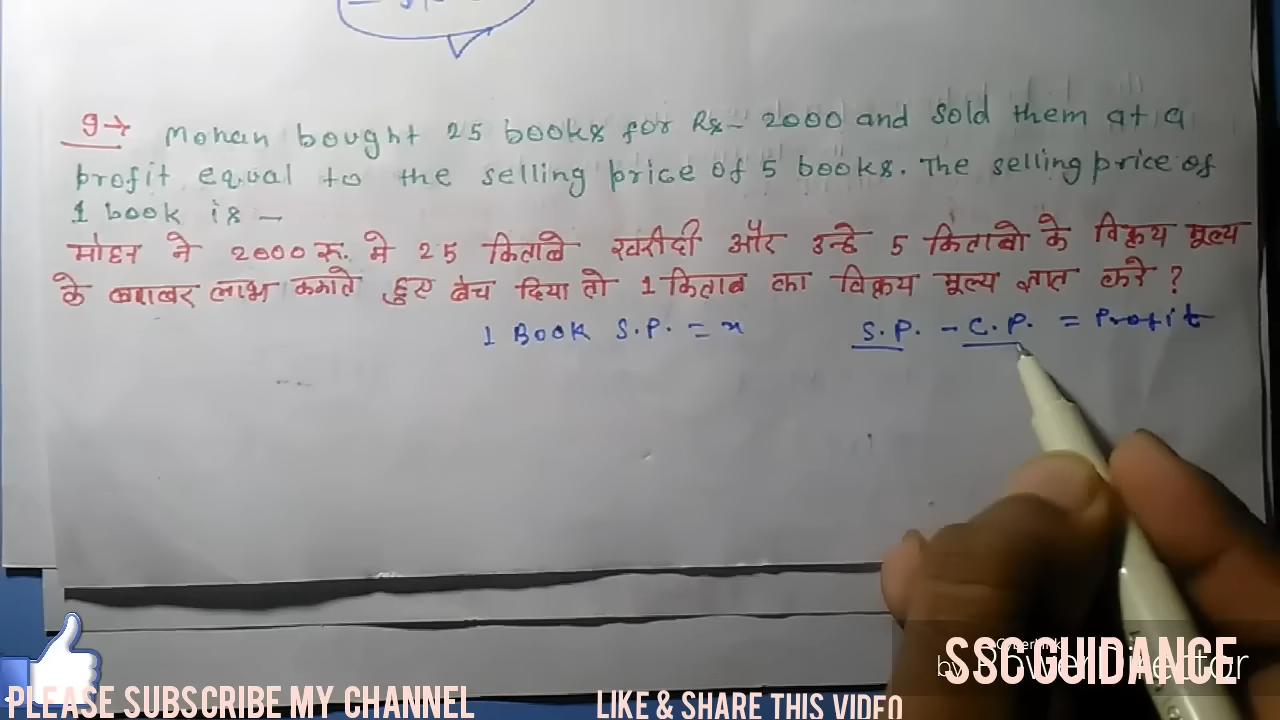 9→ Mohan bought 25 books for Rs- 2000 and sold them at a
profit equal to the selling price of 5 books. The selling price of
1 book is -
मोहन ने 2000 रू. मे 25 किताबे खरीदी और उन्हे 5 किताबो के विक्रय मूल्य
के बराबर लाभ कमाते हुए बेच दिया तो 1 किताब का विक्रय मूल्य ज्ञात करे ?
1 Book S.P. = x S.P. - C.P. = Profit
SSC GUIDANCE
by PowerDirector
PLEASE SUBSCRIBE MY CHANNEL LIKE & SHARE THIS VIDEO